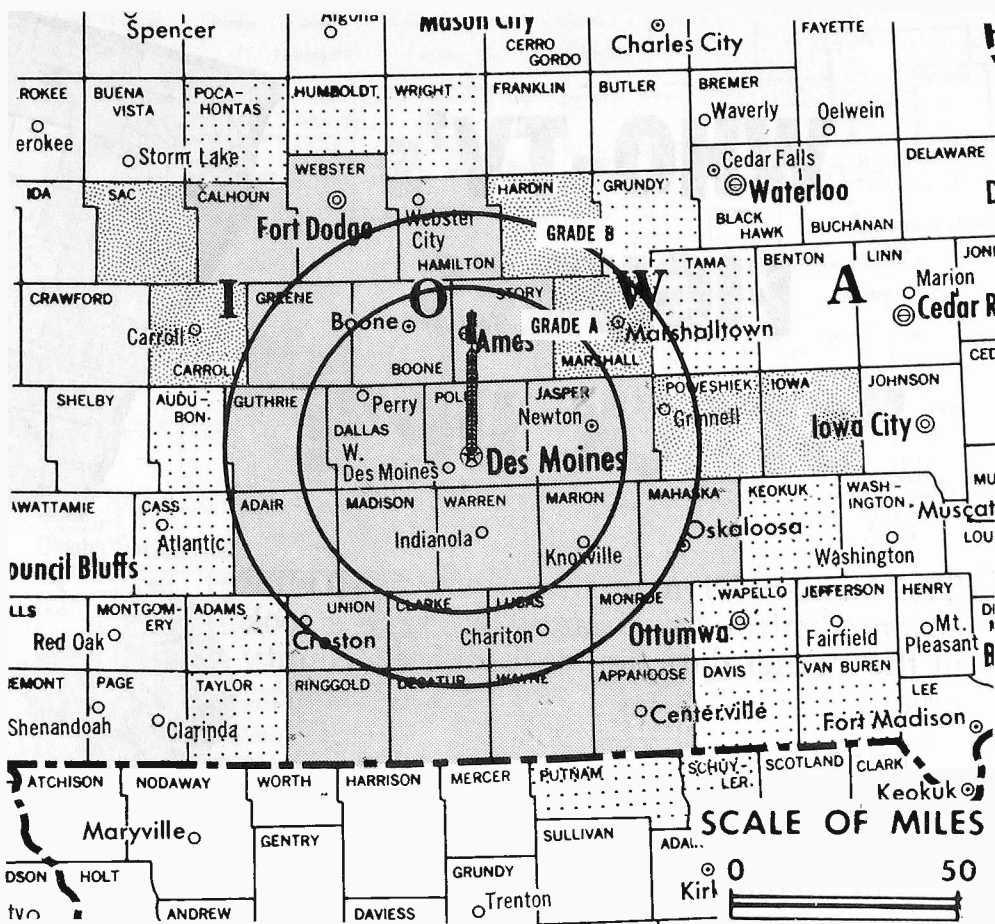 Spencer
Mason City
CERRO
GORDO
Charles City
FAYETTE
BUENA
VISTA
POCA-
HONTAS
HUMBOLDT
WRIGHT
FRANKLIN
BUTLER
BREMER
Waverly
Oelwein
Storm Lake
WEBSTER
Cedar Falls
Waterloo
DELAWARE
IDA
SAC
CALHOUN
Fort Dodge
Webster
City
HAMILTON
HARDIN
GRUNDY
BLACK
HAWK
BUCHANAN
GRADE B
I O W A
TAMA
BENTON
LINN
Marion
Cedar R
CRAWFORD
Carroll
CARROLL
GREENE
Boone
BOONE
STORY
Ames
GRADE A
Marshalltown
MARSHALL
SHELBY
AUDU-
BON
GUTHRIE
Perry
DALLAS
POLK
JASPER
Newton
POWESHIEK
Grinnell
IOWA
JOHNSON
Iowa City
W.
Des Moines
Des Moines
AWATTAMIE
CASS
Atlantic
ADAIR
MADISON
WARREN
Indianola
MARION
Knoxville
MAHASKA
Oskaloosa
KEOKUK
WASH-
INGTON
Washington
Muscat
LOU
ouncil Bluffs
LLS
MONTGOM-
ERY
Red Oak
ADAMS
UNION
Creston
CLARKE
LUCAS
Chariton
MONROE
WAPELLO
Ottumwa
JEFFERSON
Fairfield
HENRY
Mt.
Pleasant
EMONT
PAGE
Shenandoah
Clarinda
TAYLOR
RINGGOLD
DECATUR
WAYNE
APPANOOSE
Centerville
DAVIS
VAN BUREN
LEE
Fort Madison
ATCHISON
NODAWAY
WORTH
HARRISON
MERCER
PUTNAM
SCHUY-
LER
SCOTLAND
CLARK
Keokuk
Maryville
GENTRY
SULLIVAN
SCALE OF MILES
0 50
DSON
HOLT
ANDREW
DAVIESS
GRUNDY
Trenton
ADAI
Kirk